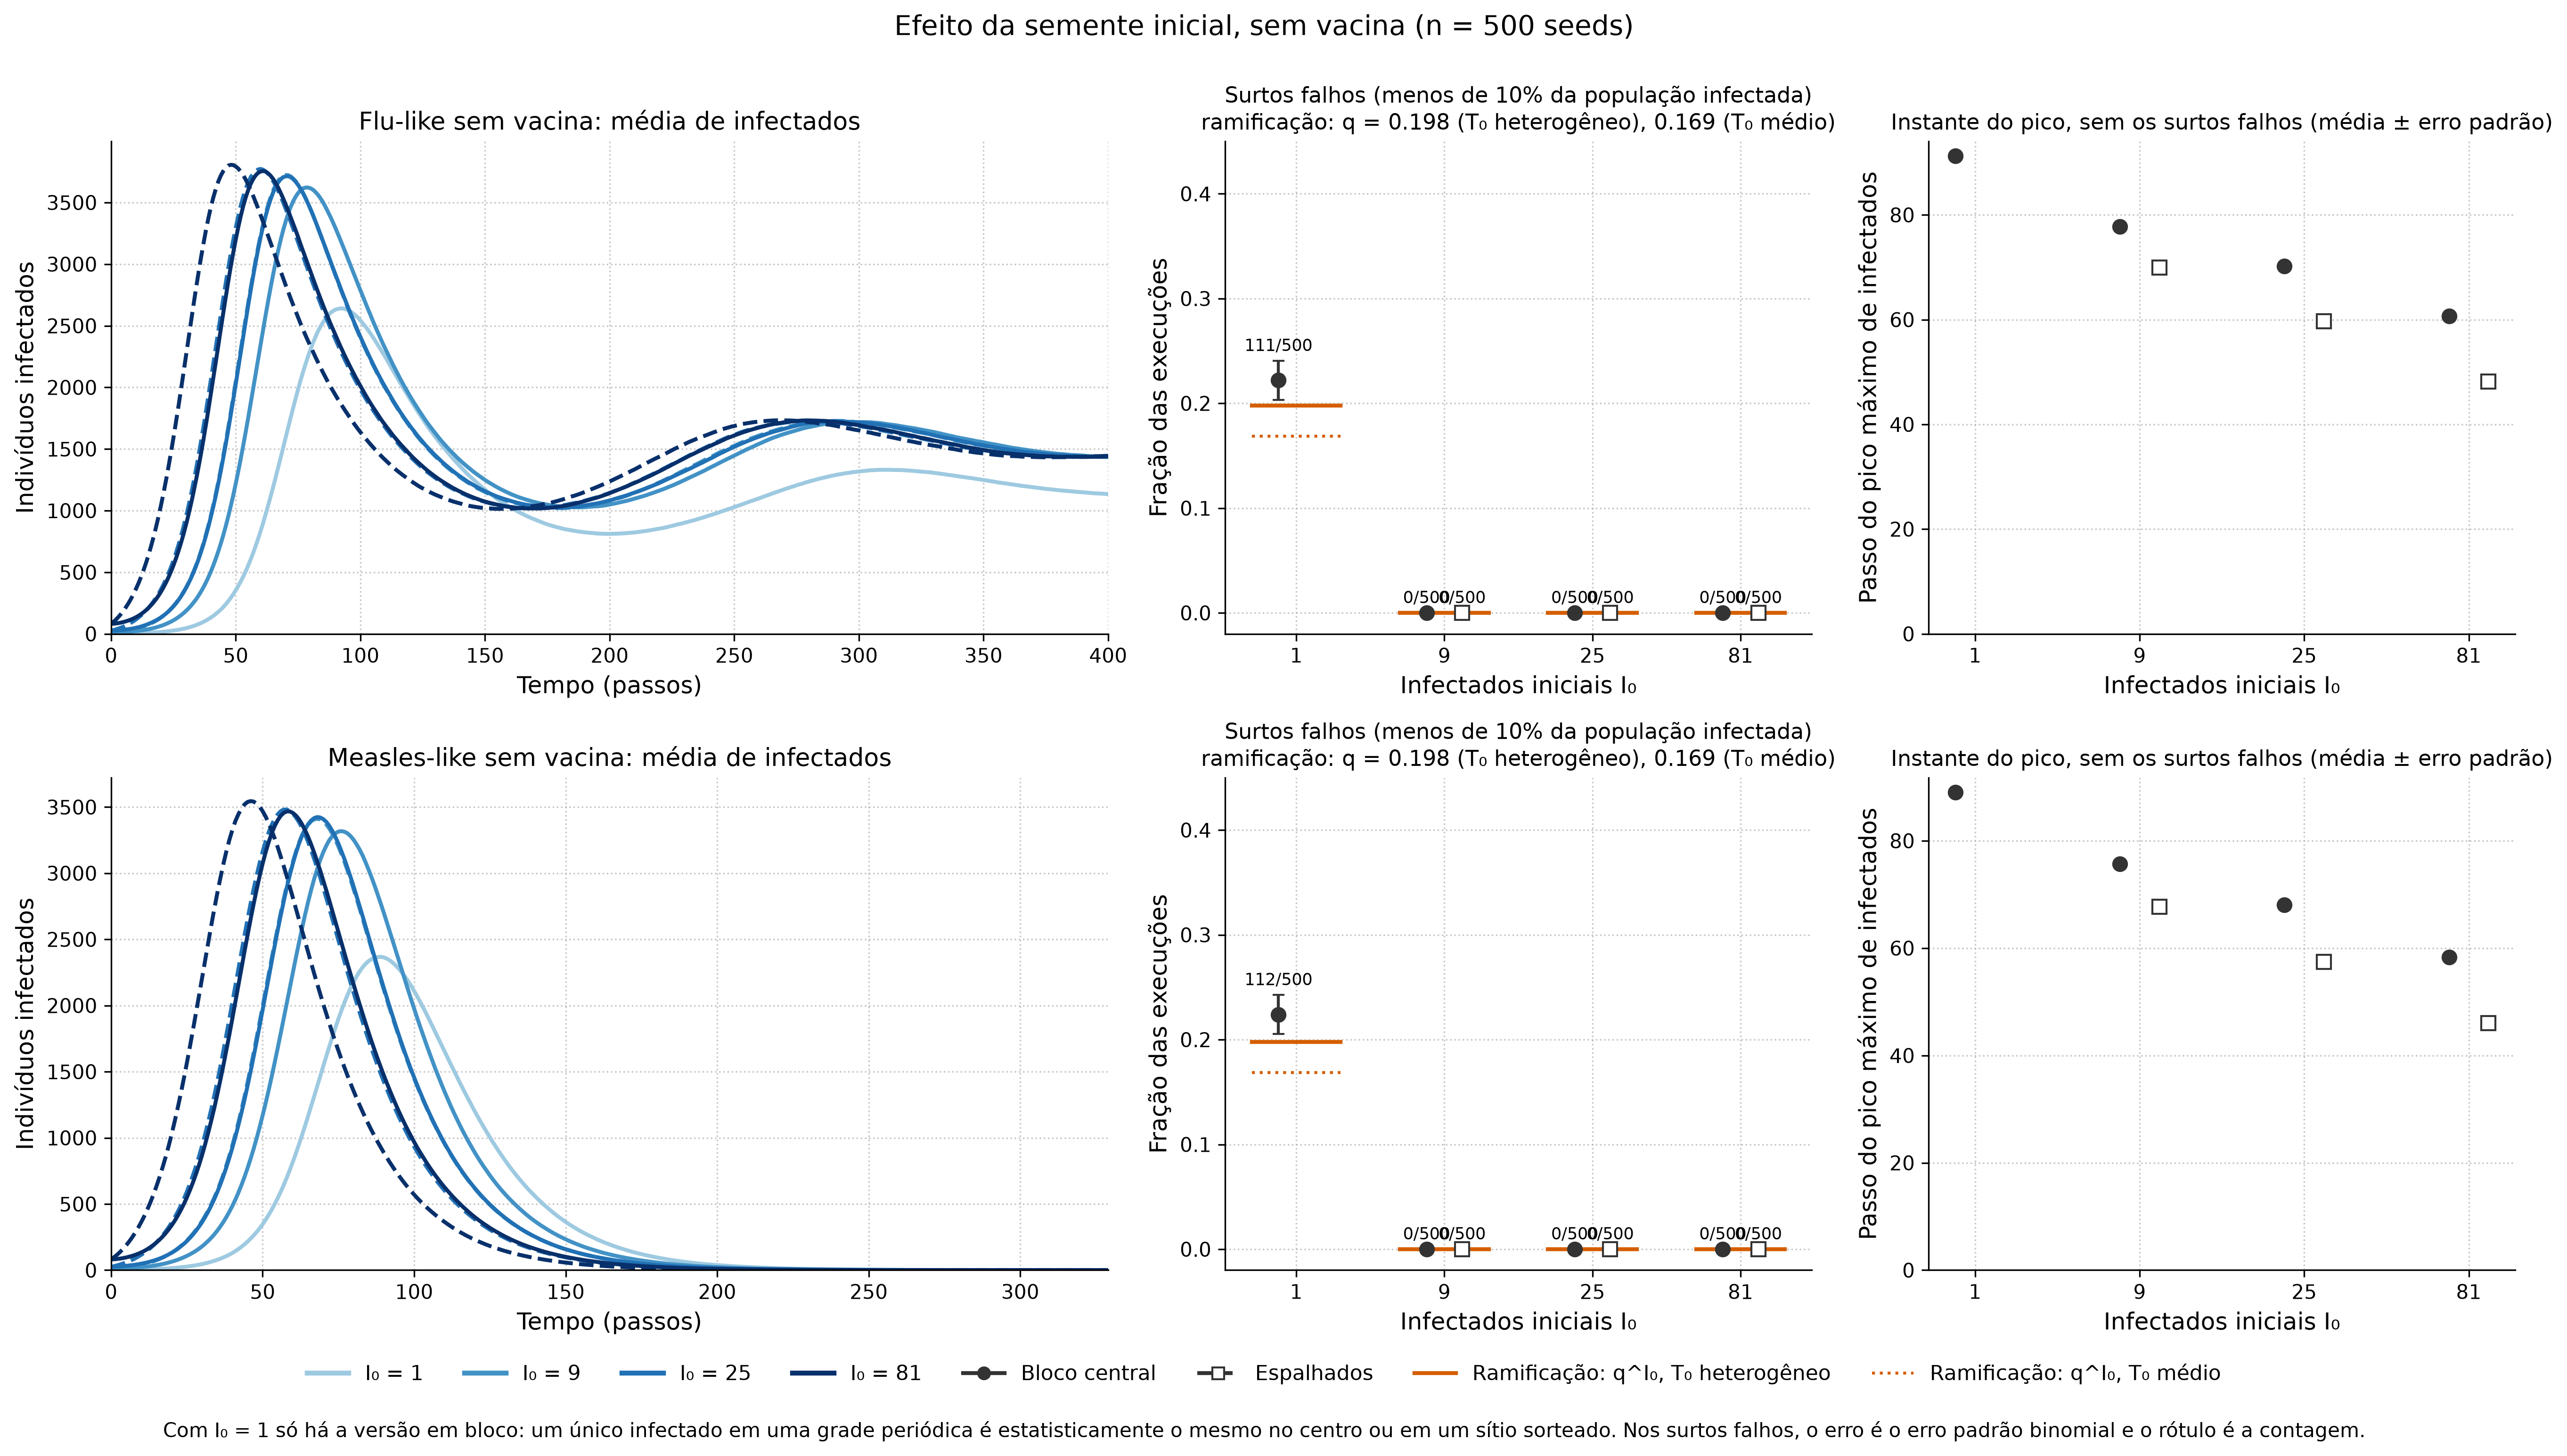 Efeito da semente inicial, sem vacina (n = 500 seeds)
Flu-like sem vacina: média de infectados
Indivíduos infectados
3500
3000
2500
2000
1500
1000
500
0
0 50 100 150 200 250 300 350 400
Tempo (passos)
Surtos falhos (menos de 10% da população infectada)
ramificação: q = 0.198 (T₀ heterogêneo), 0.169 (T₀ médio)
Fração das execuções
0.4
0.3
0.2
0.1
0.0
111/500
0/500 0/500 0/500 0/500 0/500 0/500
1 9 25 81
Infectados iniciais I₀
Instante do pico, sem os surtos falhos (média ± erro padrão)
Passo do pico máximo de infectados
80
60
40
20
0
1 9 25 81
Infectados iniciais I₀
Measles-like sem vacina: média de infectados
Indivíduos infectados
3500
3000
2500
2000
1500
1000
500
0
0 50 100 150 200 250 300
Tempo (passos)
Surtos falhos (menos de 10% da população infectada)
ramificação: q = 0.198 (T₀ heterogêneo), 0.169 (T₀ médio)
Fração das execuções
0.4
0.3
0.2
0.1
0.0
112/500
0/500 0/500 0/500 0/500 0/500 0/500
1 9 25 81
Infectados iniciais I₀
Instante do pico, sem os surtos falhos (média ± erro padrão)
Passo do pico máximo de infectados
80
60
40
20
0
1 9 25 81
Infectados iniciais I₀
I₀ = 1 I₀ = 9 I₀ = 25 I₀ = 81 Bloco central Espalhados Ramificação: q^I₀, T₀ heterogêneo Ramificação: q^I₀, T₀ médio
Com I₀ = 1 só há a versão em bloco: um único infectado em uma grade periódica é estatisticamente o mesmo no centro ou em um sítio sorteado. Nos surtos falhos, o erro é o erro padrão binomial e o rótulo é a contagem.